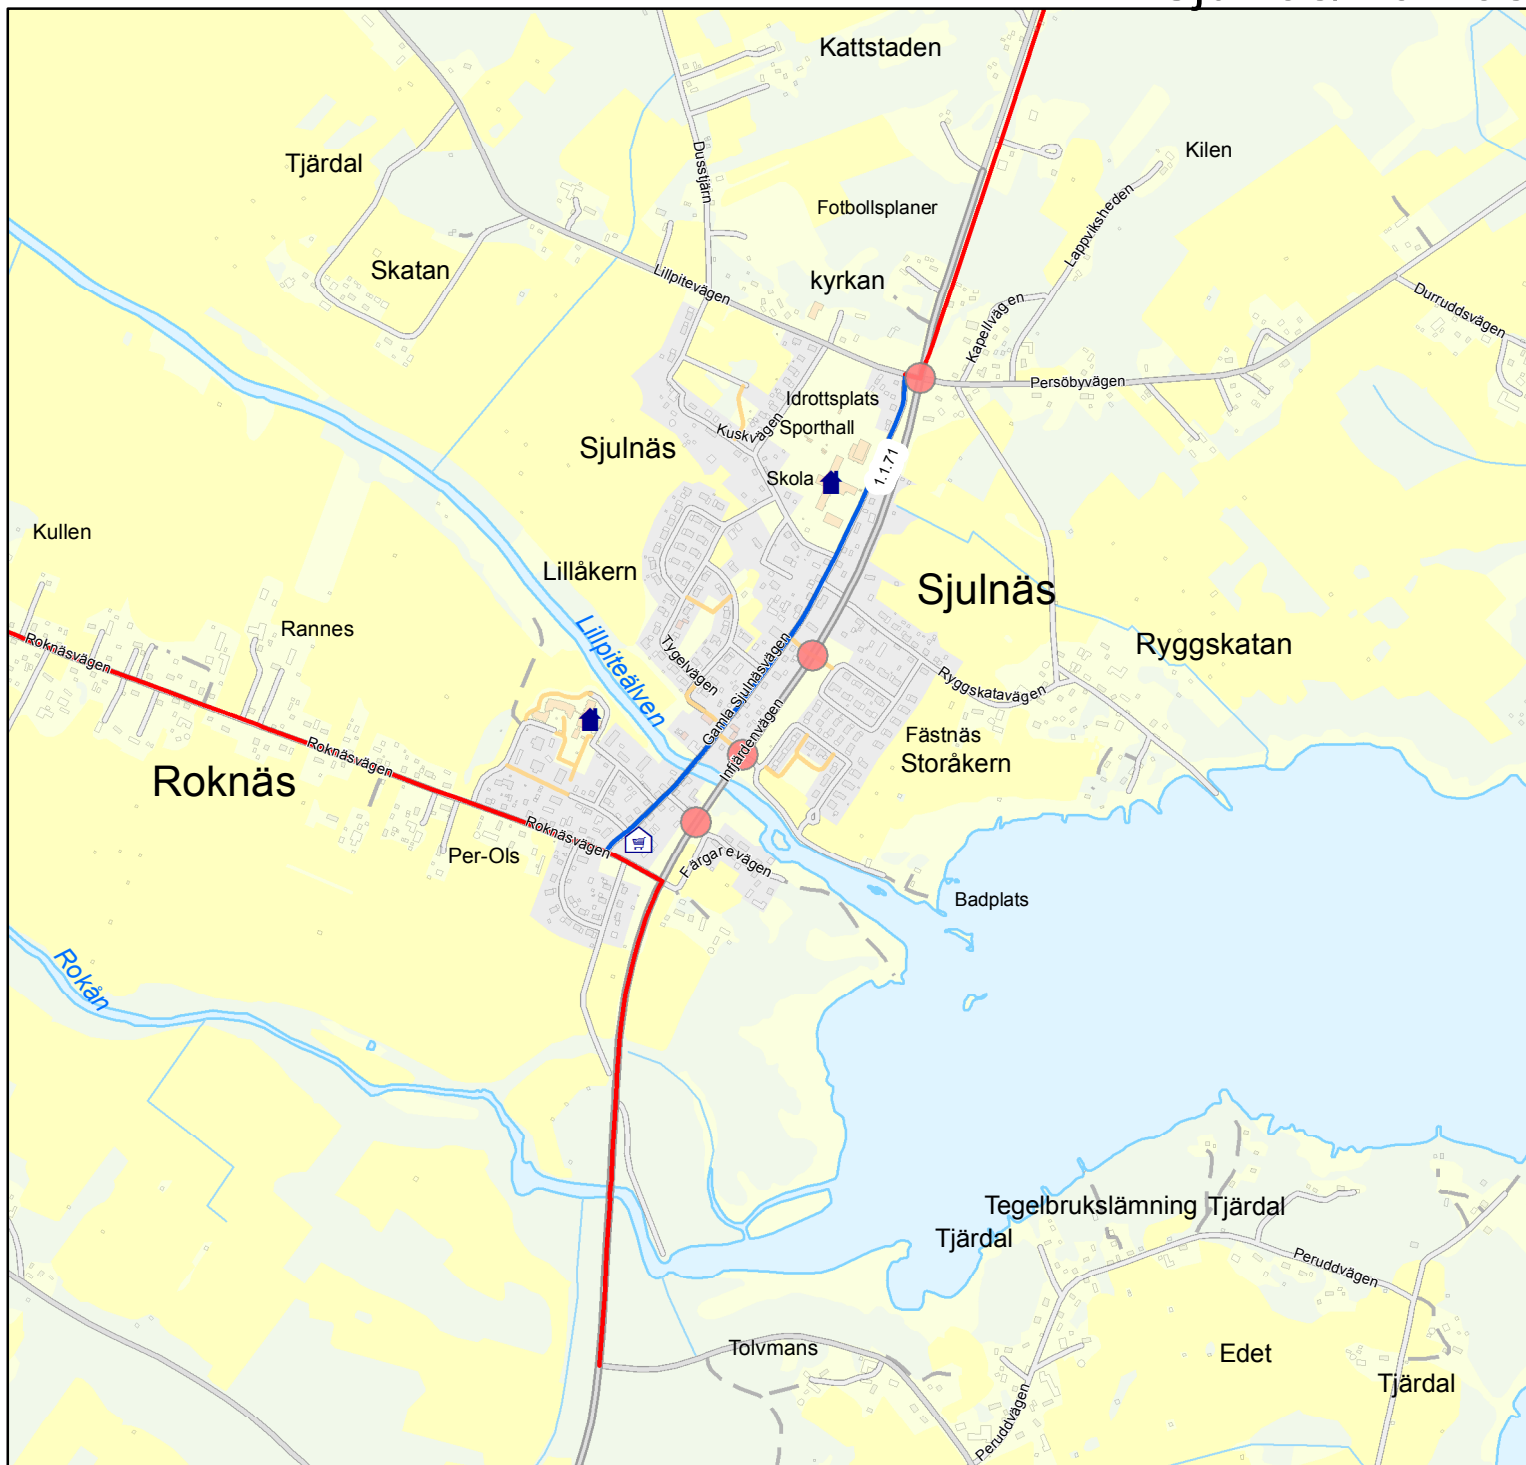 Kattstaden
Kilen
Tjärdal
Dusstjärn
Fotbollsplaner
Lappviksheden
Skatan
Lillpitevägen
kyrkan
Durruddsvägen
Kapellvägen
Persöbyvägen
Idrottsplats
Sporthall
Kuskvägen
Sjulnäs
1.1.71
Skola
Kullen
Lillåkern
Sjulnäs
Rannes
Roknäsvägen
Lillpiteälven
Tygelvägen
Gamla Sjulnäsvägen
Ryggskatan
Ryggskatavägen
Infjärdenvägen
Fästnäs
Storåkern
Roknäsvägen
Roknäs
Roknäsvägen
Per-Ols
Färgarevägen
Badplats
Rokån
Tegelbrukslämning
Tjärdal
Tjärdal
Peruddvägen
Tolvmans
Edet
Tjärdal
Peruddvägen